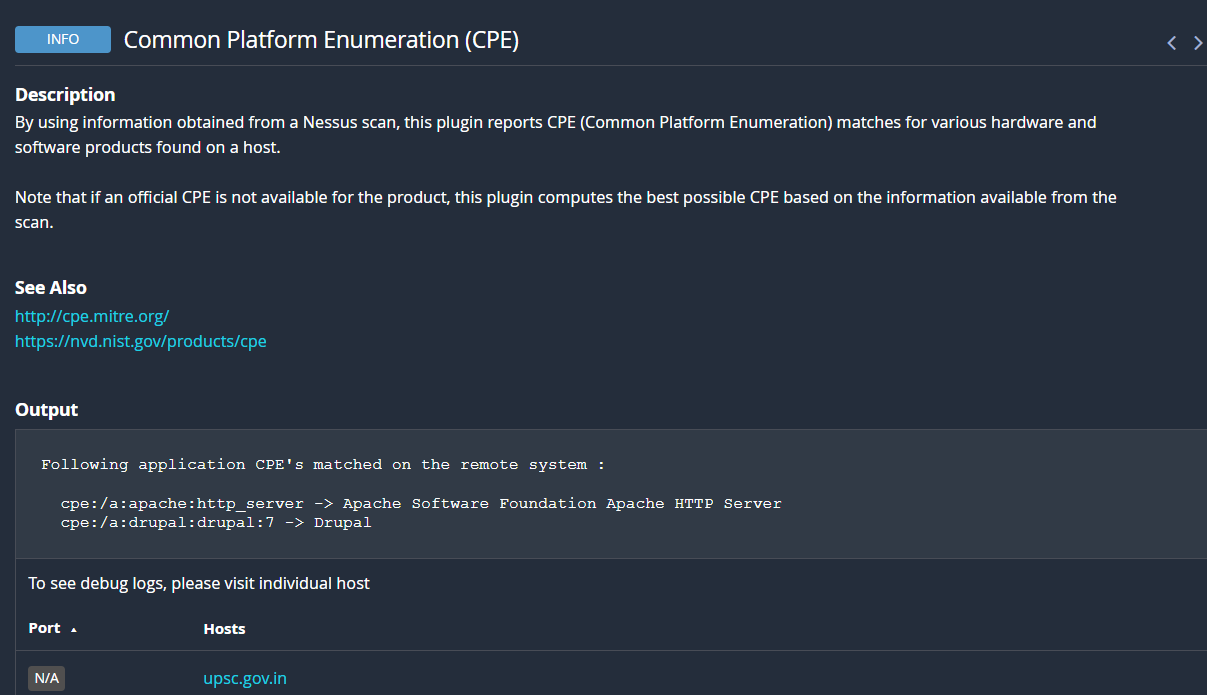 INFO Common Platform Enumeration (CPE)
Description
By using information obtained from a Nessus scan, this plugin reports CPE (Common Platform Enumeration) matches for various hardware and
software products found on a host.
Note that if an official CPE is not available for the product, this plugin computes the best possible CPE based on the information available from the
scan.
See Also
http://cpe.mitre.org/
https://nvd.nist.gov/products/cpe
Output
Following application CPE's matched on the remote system :
cpe:/a:apache:http_server -> Apache Software Foundation Apache HTTP Server
cpe:/a:drupal:drupal:7 -> Drupal
To see debug logs, please visit individual host
Port ▲ Hosts
N/A upsc.gov.in